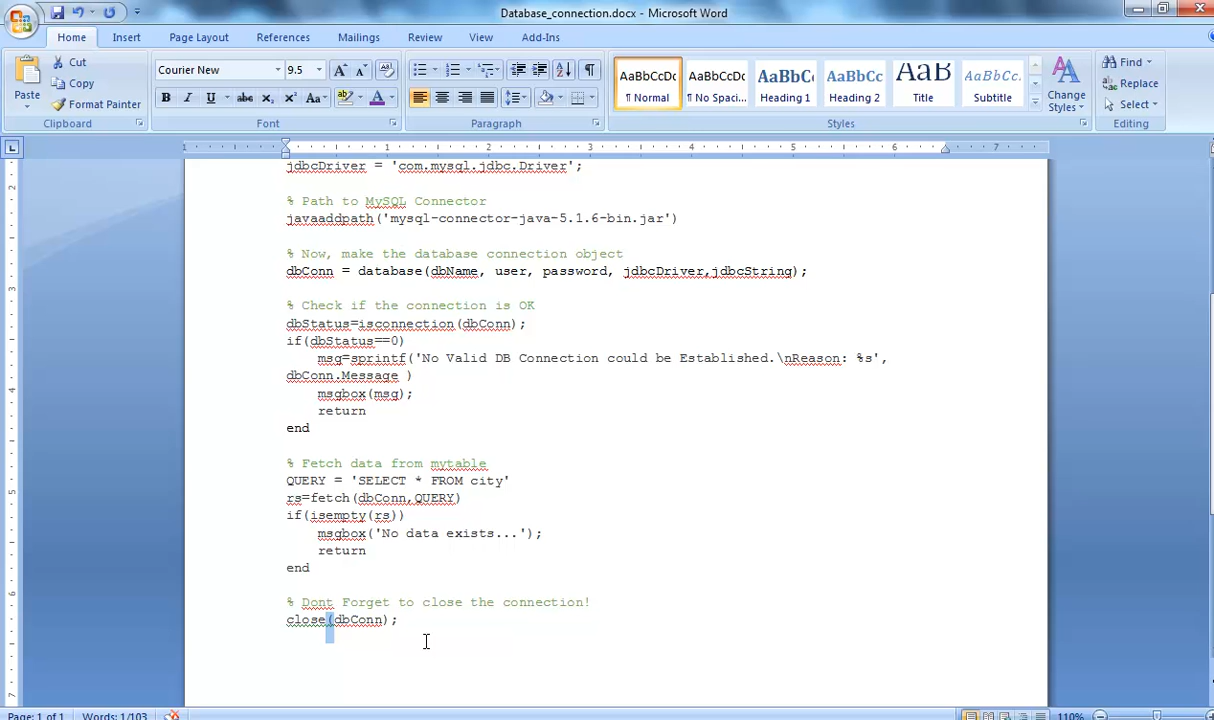 Database_connection.docx - Microsoft Word
Home Insert Page Layout References Mailings Review View Add-Ins
Paste
Cut
Copy
Format Painter
Clipboard
Courier New 9.5
Font
Paragraph
AaBbCcDc AaBbCcDc AaBbC AaBbCc AaB AaBbCc.
¶ Normal ¶ No Spaci... Heading 1 Heading 2 Title Subtitle
Change
Styles
Styles
Find
Replace
Select
Editing
jdbcDriver = 'com.mysql.jdbc.Driver';
% Path to MySQL Connector
javaaddpath('mysql-connector-java-5.1.6-bin.jar')
% Now, make the database connection object
dbConn = database(dbName, user, password, jdbcDriver,jdbcString);
% Check if the connection is OK
dbStatus=isconnection(dbConn);
if(dbStatus==0)
msg=sprintf('No Valid DB Connection could be Established.\nReason: %s',
dbConn.Message )
msgbox(msg);
return
end
% Fetch data from mytable
QUERY = 'SELECT * FROM city'
rs=fetch(dbConn,QUERY)
if(isempty(rs))
msgbox('No data exists...');
return
end
% Dont Forget to close the connection!
close(dbConn);
Page: 1 of 1 Words: 1/103 110%